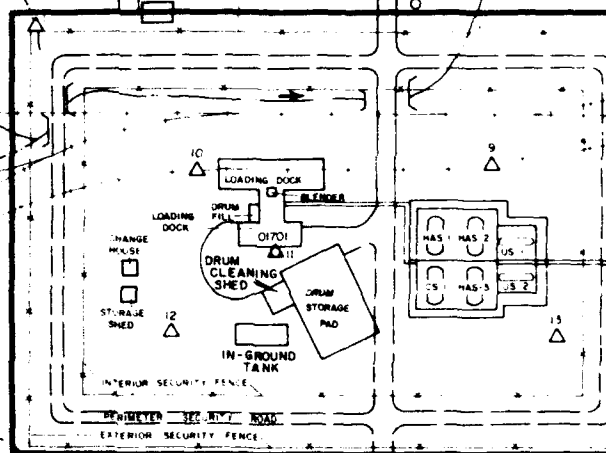 10
9
LOADING DOCK
BLENDER
DRUM
FILL
LOADING
DOCK
01701
HAS 1
HAS 2
US 1
CHANGE
HOUSE
11
DRUM
CLEANING
SHED
CS 1
HAS-3
US 2
DRUM
STORAGE
PAD
STORAGE
SHED
12
13
IN-GROUND
TANK
INTERIOR SECURITY FENCE
PERIMETER SECURITY ROAD
EXTERIOR SECURITY FENCE